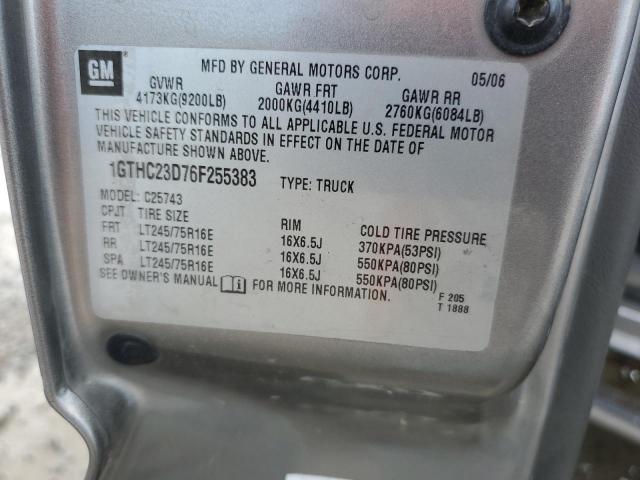 GM
MFD BY GENERAL MOTORS CORP. 05/06
GVWR GAWR FRT GAWR RR
4173KG(9200LB) 2000KG(4410LB) 2760KG(6084LB)
THIS VEHICLE CONFORMS TO ALL APPLICABLE U.S. FEDERAL MOTOR
VEHICLE SAFETY STANDARDS IN EFFECT ON THE DATE OF
MANUFACTURE SHOWN ABOVE.
1GTHC23D76F255383 TYPE: TRUCK
MODEL: C25743
CPJT TIRE SIZE RIM COLD TIRE PRESSURE
FRT LT245/75R16E 16X6.5J 370KPA(53PSI)
RR LT245/75R16E 16X6.5J 550KPA(80PSI)
SPA LT245/75R16E 16X6.5J 550KPA(80PSI)
SEE OWNER'S MANUAL FOR MORE INFORMATION.
F 205
T 1888